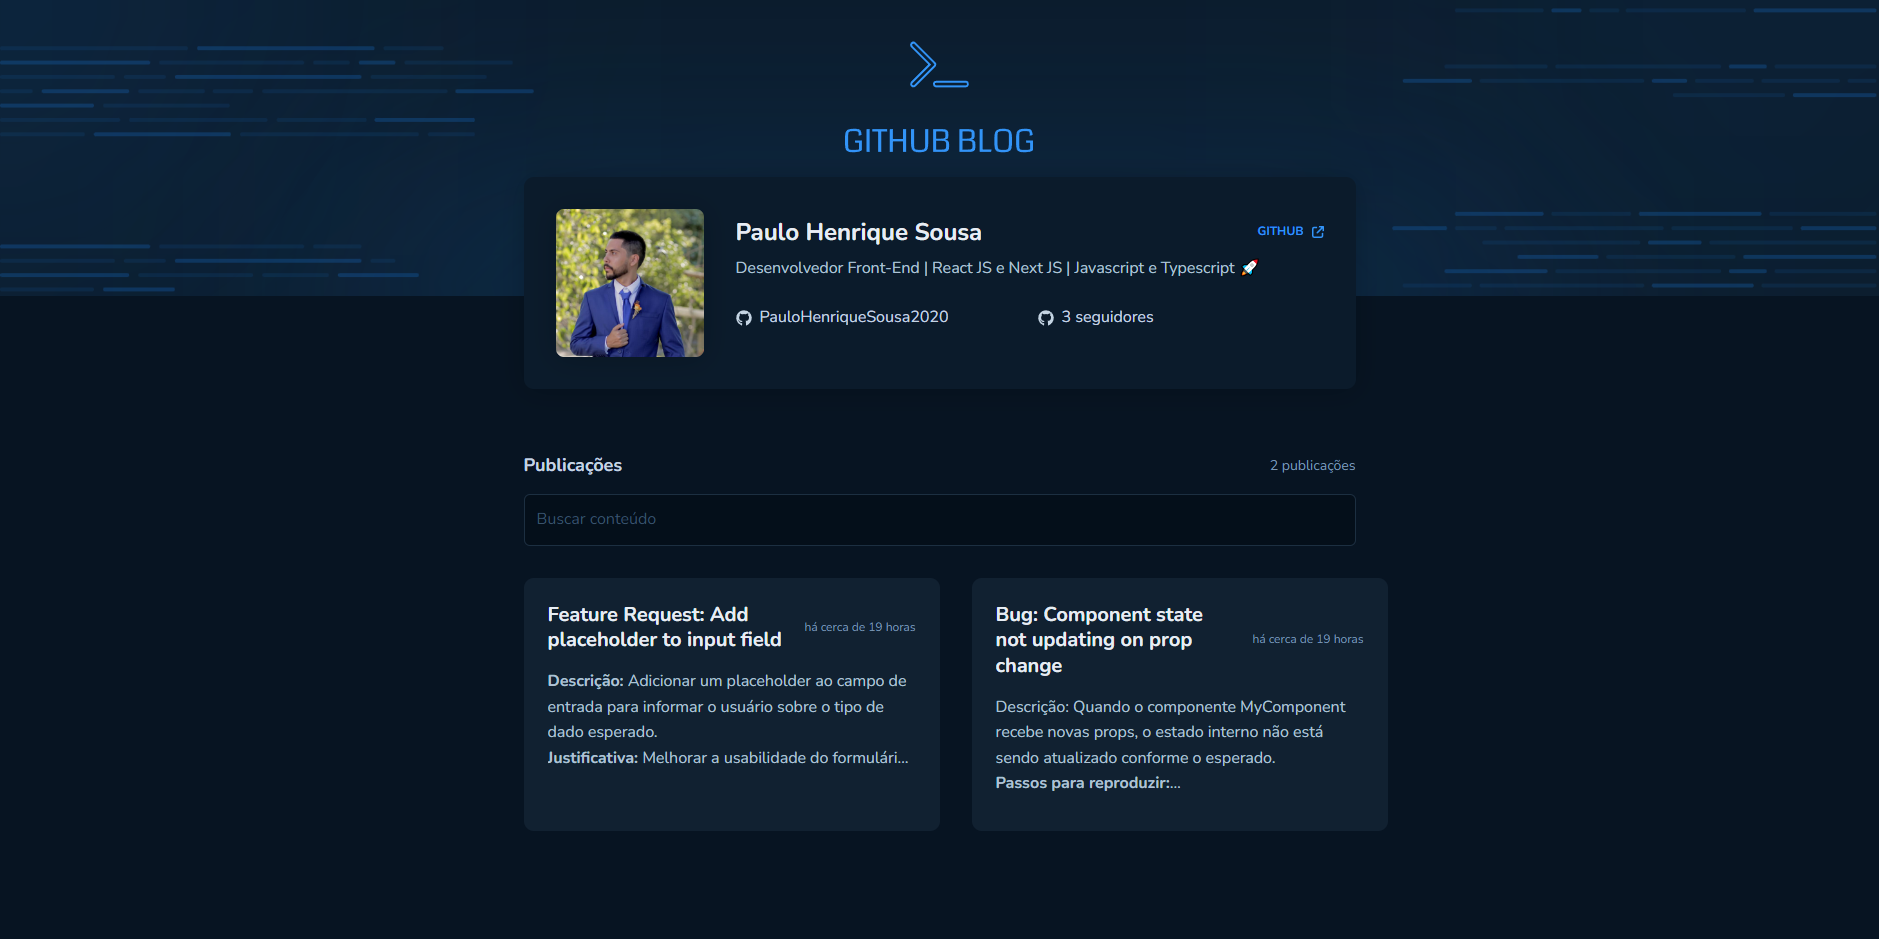 GITHUB BLOG
Paulo Henrique Sousa
GITHUB
Desenvolvedor Front-End | React JS e Next JS | Javascript e Typescript 🚀
PauloHenriqueSousa2020
3 seguidores
Publicações
2 publicações
Buscar conteúdo
Feature Request: Add
placeholder to input field
há cerca de 19 horas
Descrição: Adicionar um placeholder ao campo de
entrada para informar o usuário sobre o tipo de
dado esperado.
Justificativa: Melhorar a usabilidade do formulári...
Bug: Component state
not updating on prop
change
há cerca de 19 horas
Descrição: Quando o componente MyComponent
recebe novas props, o estado interno não está
sendo atualizado conforme o esperado.
Passos para reproduzir:...